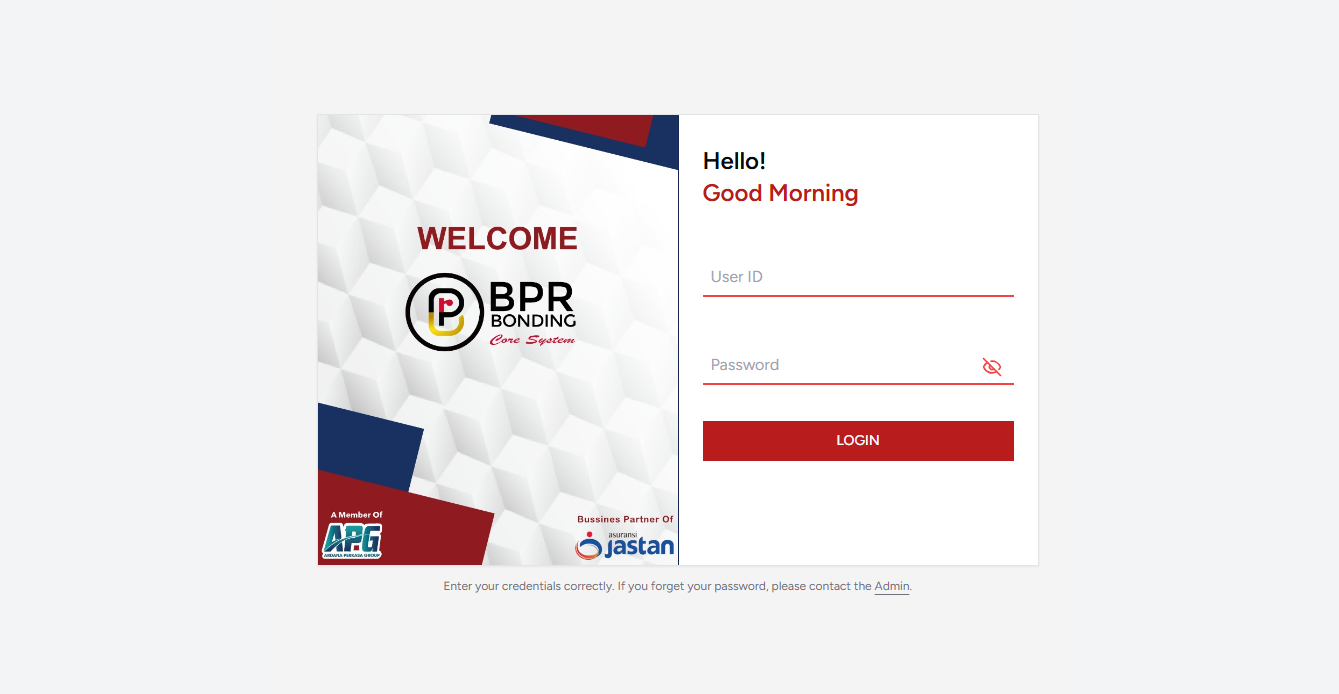 WELCOME
BPR
BONDING
Core System
A Member Of
APG
ARDANA PERKASA GROUP
Bussines Partner Of
asuransi
jastan
Hello!
Good Morning
User ID
Password
LOGIN
Enter your credentials correctly. If you forget your password, please contact the Admin.